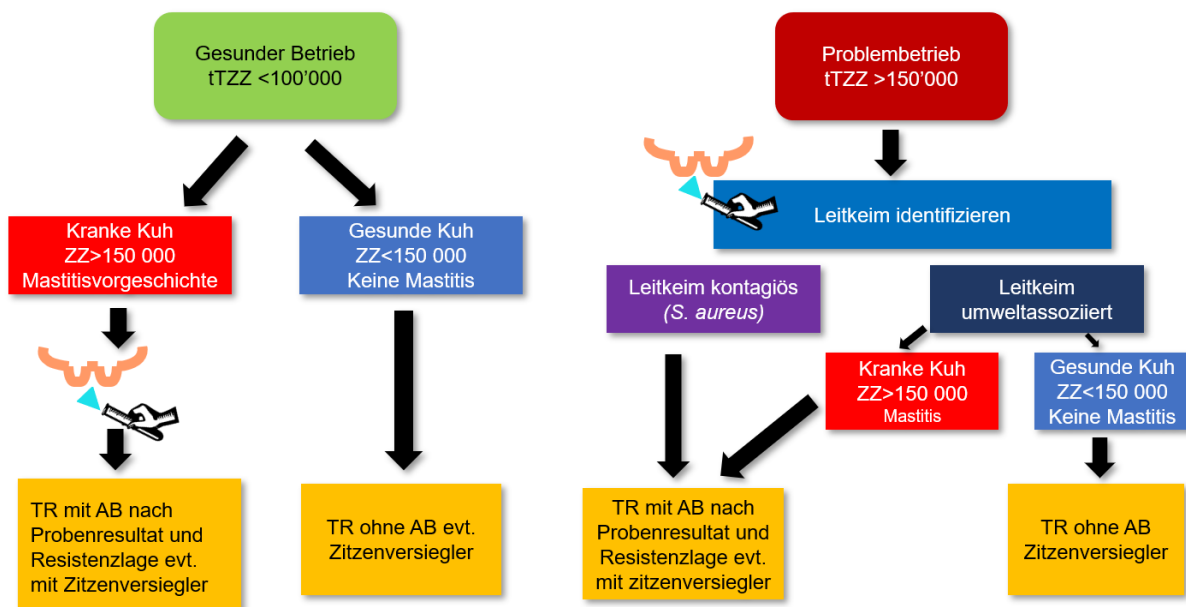 Gesunder Betrieb
tTZZ <100’000
Problembetrieb
tTZZ >150’000
Leitkeim identifizieren
Kranke Kuh
ZZ>150 000
Mastitisvorgeschichte
Gesunde Kuh
ZZ<150 000
Keine Mastitis
Leitkeim kontagiös
(S. aureus)
Leitkeim
umweltassoziiert
Kranke Kuh
ZZ>150 000
Mastitis
Gesunde Kuh
ZZ<150 000
Keine Mastitis
TR mit AB nach
Probenresultat und
Resistenzlage evt.
mit Zitzenversiegler
TR ohne AB evt.
Zitzenversiegler
TR mit AB nach
Probenresultat und
Resistenzlage evt.
mit zitzenversiegler
TR ohne AB
Zitzenversiegler